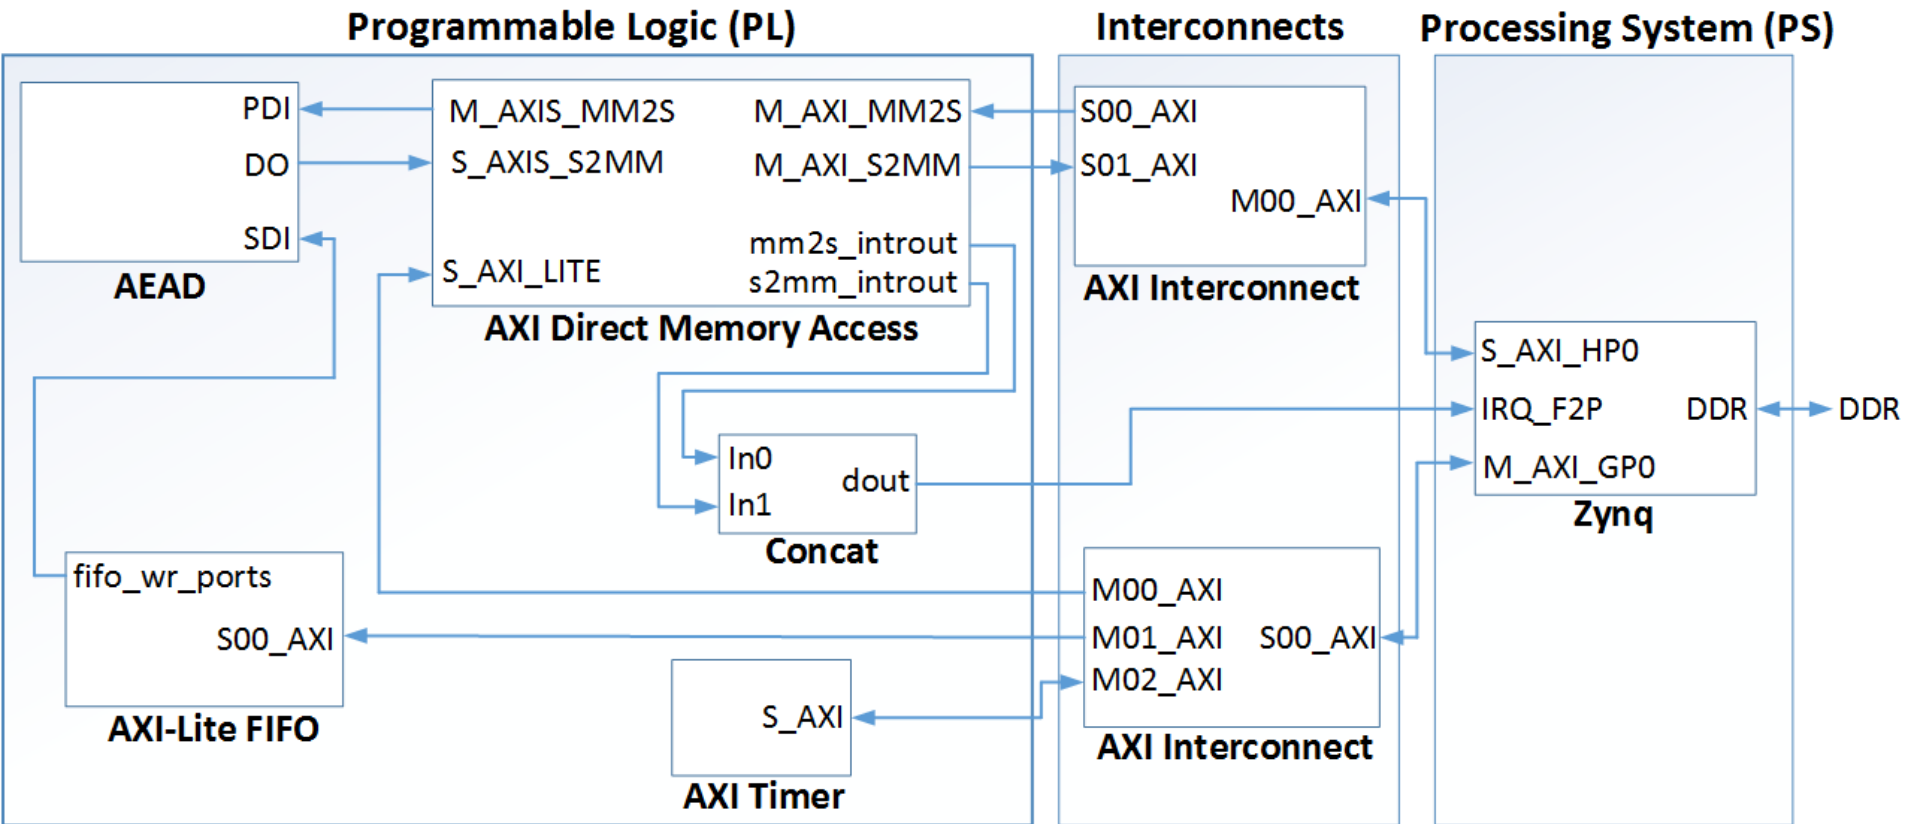 Programmable Logic (PL)
Interconnects
Processing System (PS)
PDI
DO
SDI
AEAD
M_AXIS_MM2S
M_AXI_MM2S
S_AXIS_S2MM
M_AXI_S2MM
mm2s_introut
S_AXI_LITE
s2mm_introut
AXI Direct Memory Access
S00_AXI
S01_AXI
M00_AXI
AXI Interconnect
S_AXI_HP0
IRQ_F2P
DDR
DDR
M_AXI_GP0
Zynq
In0
dout
In1
Concat
fifo_wr_ports
S00_AXI
AXI-Lite FIFO
M00_AXI
M01_AXI
S00_AXI
M02_AXI
AXI Interconnect
S_AXI
AXI Timer